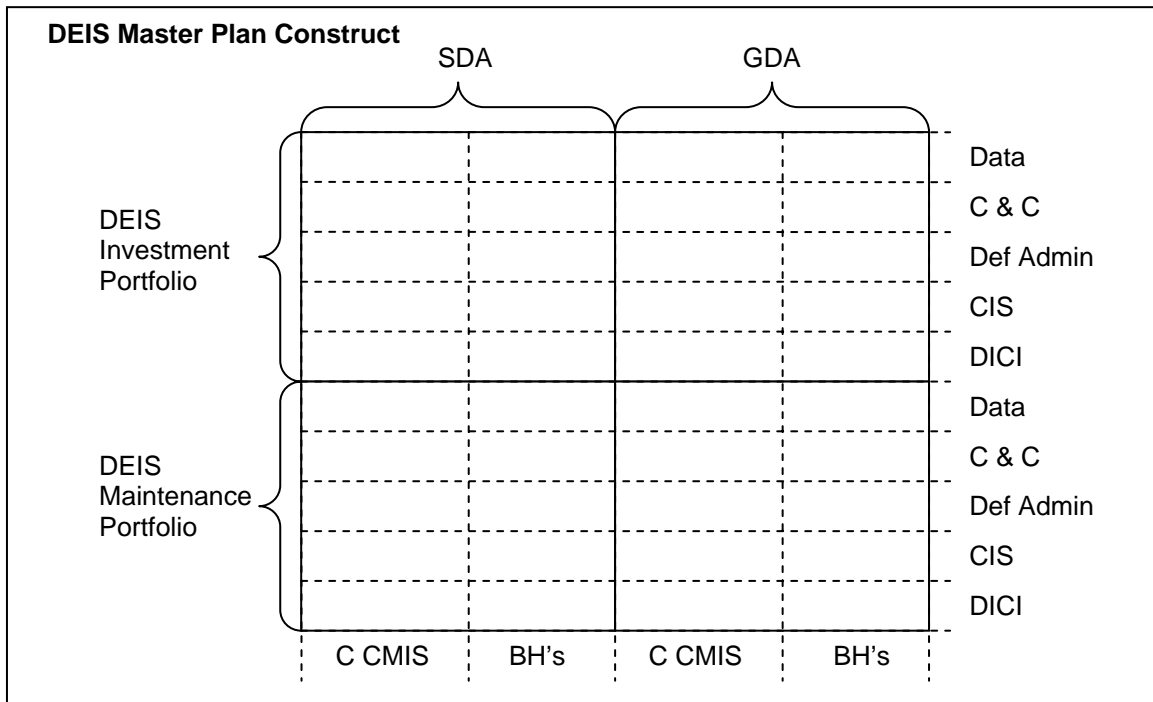 DEIS Master Plan Construct
SDA
GDA
DEIS
Investment
Portfolio
Data
C & C
Def Admin
CIS
DICI
DEIS
Maintenance
Portfolio
Data
C & C
Def Admin
CIS
DICI
C CMIS
BH's
C CMIS
BH's